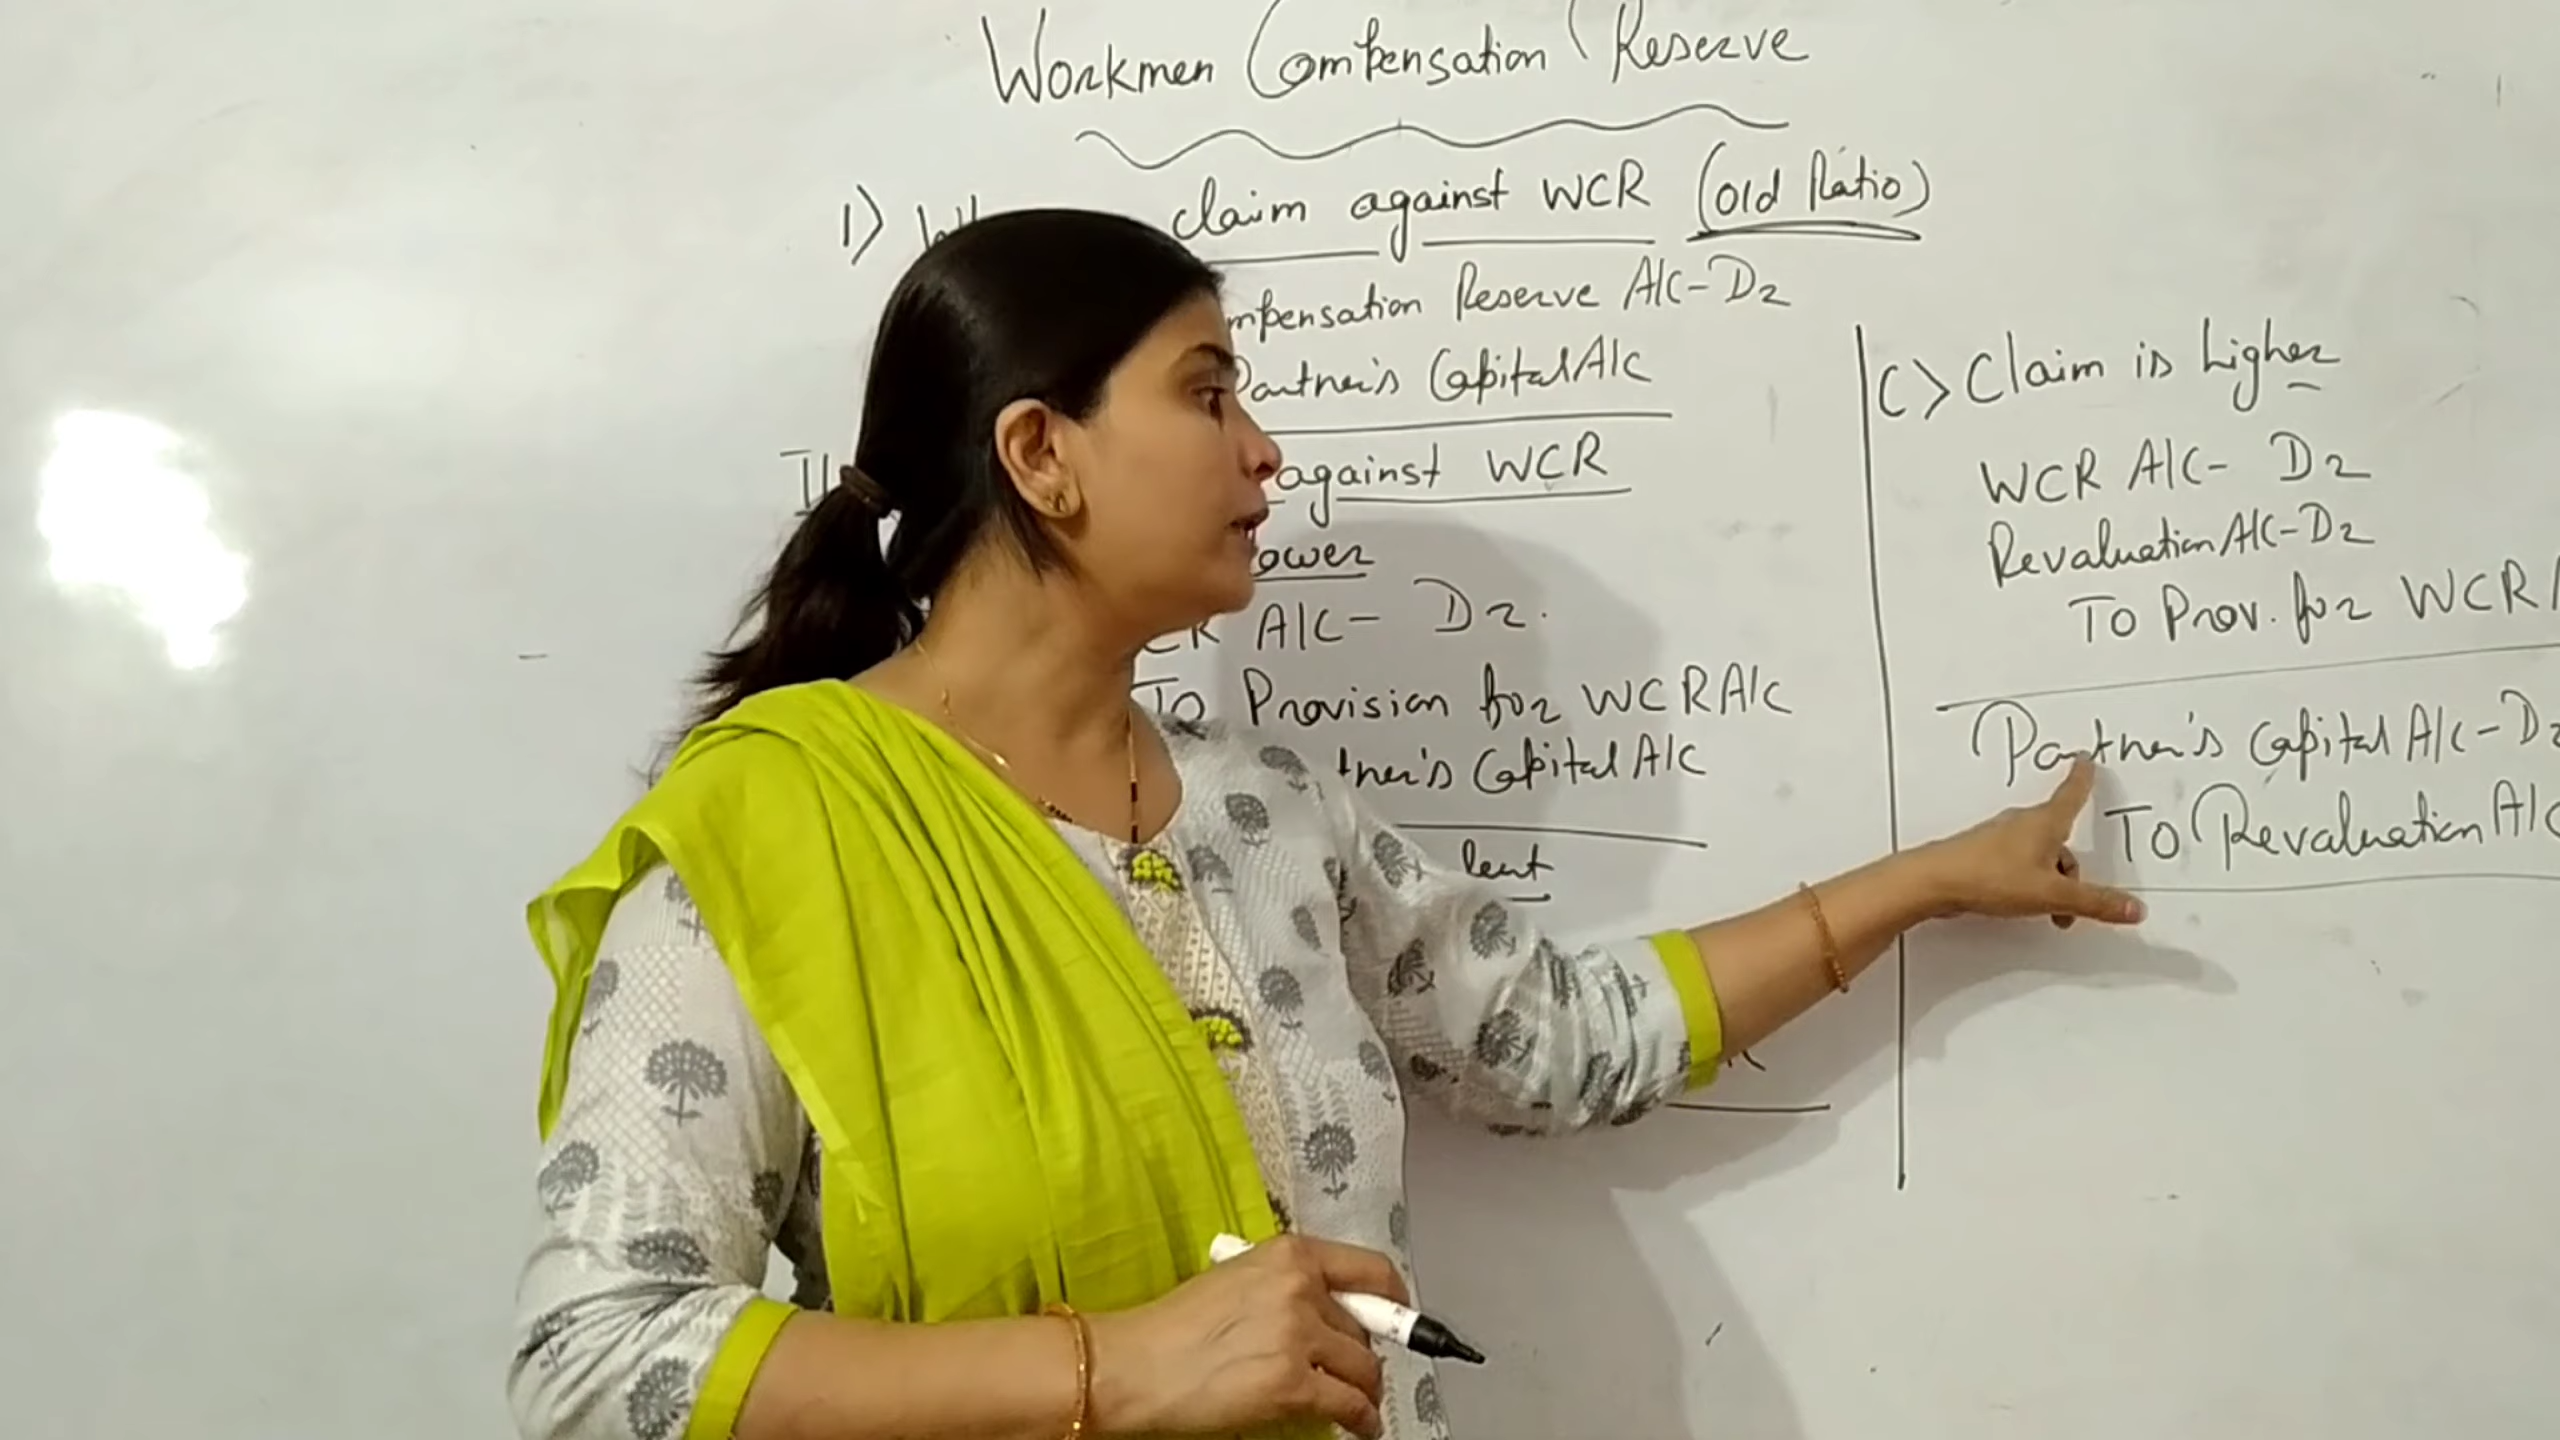 Workmen Compensation Reserve
1) claim against WCR (old Ratio)
mpensation Reserve A/C - Dr
Partner's Capital A/C
II against WCR
ower
CR A/C - Dr.
To Provision for WCR A/C
tner's Capital A/C
lent
C) Claim is higher
WCR A/C - Dr
Revaluation A/C - Dr
To Prov. for WCR
Partner's Capital A/C - Dr
To Revaluation A/C